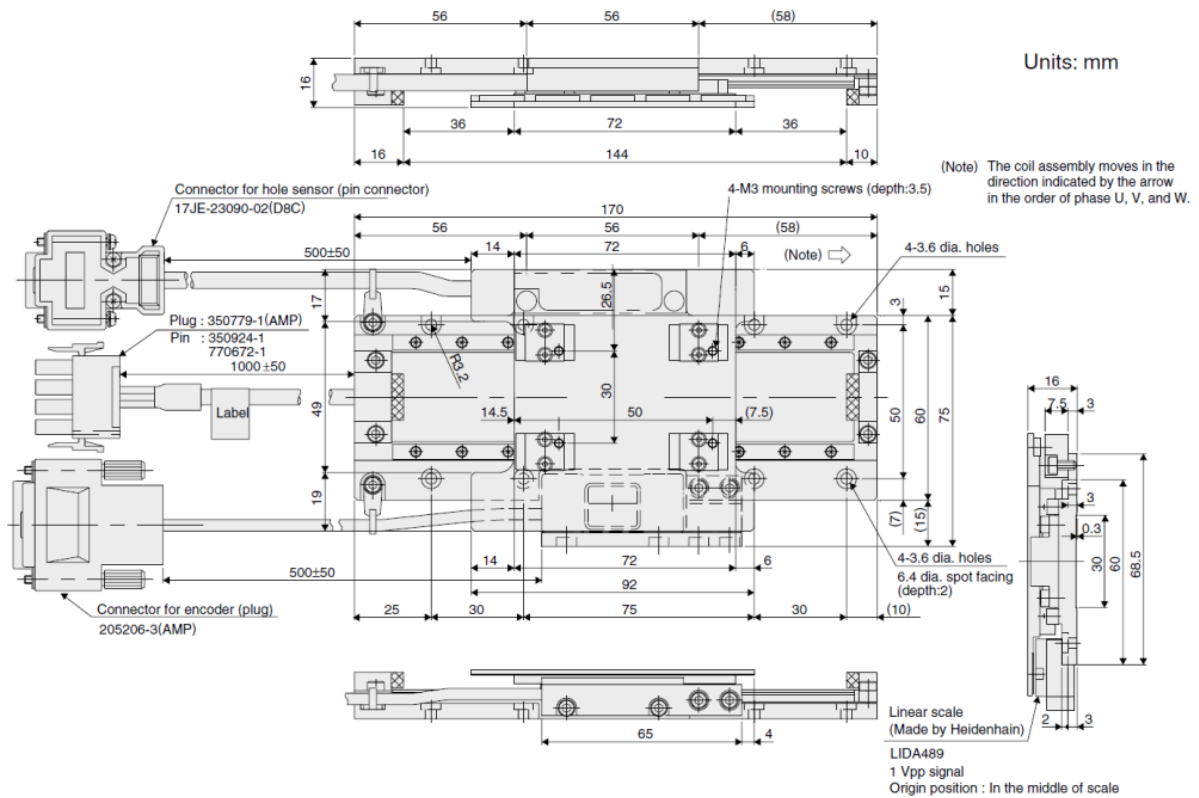 56
56
(58)
Units: mm
16
36
72
36
16
144
10
(Note) The coil assembly moves in the
direction indicated by the arrow
in the order of phase U, V, and W.
Connector for hole sensor (pin connector)
17JE-23090-02(D8C)
4-M3 mounting screws (depth:3.5)
170
56
56
(58)
14
72
6
(Note)
4-3.6 dia. holes
500±50
17
26.5
3
15
Plug : 350779-1(AMP)
Pin : 350924-1
770672-1
1000±50
R3.2
Label
49
30
14.5
50
(7.5)
50
60
75
16
7.5
3
19
(7)
(15)
3
0.3
30
60
68.5
14
72
6
4-3.6 dia. holes
6.4 dia. spot facing
(depth:2)
500±50
92
Connector for encoder (plug)
205206-3(AMP)
25
30
75
30
(10)
65
4
Linear scale
(Made by Heidenhain)
LIDA489
1 Vpp signal
Origin position : In the middle of scale
2
3